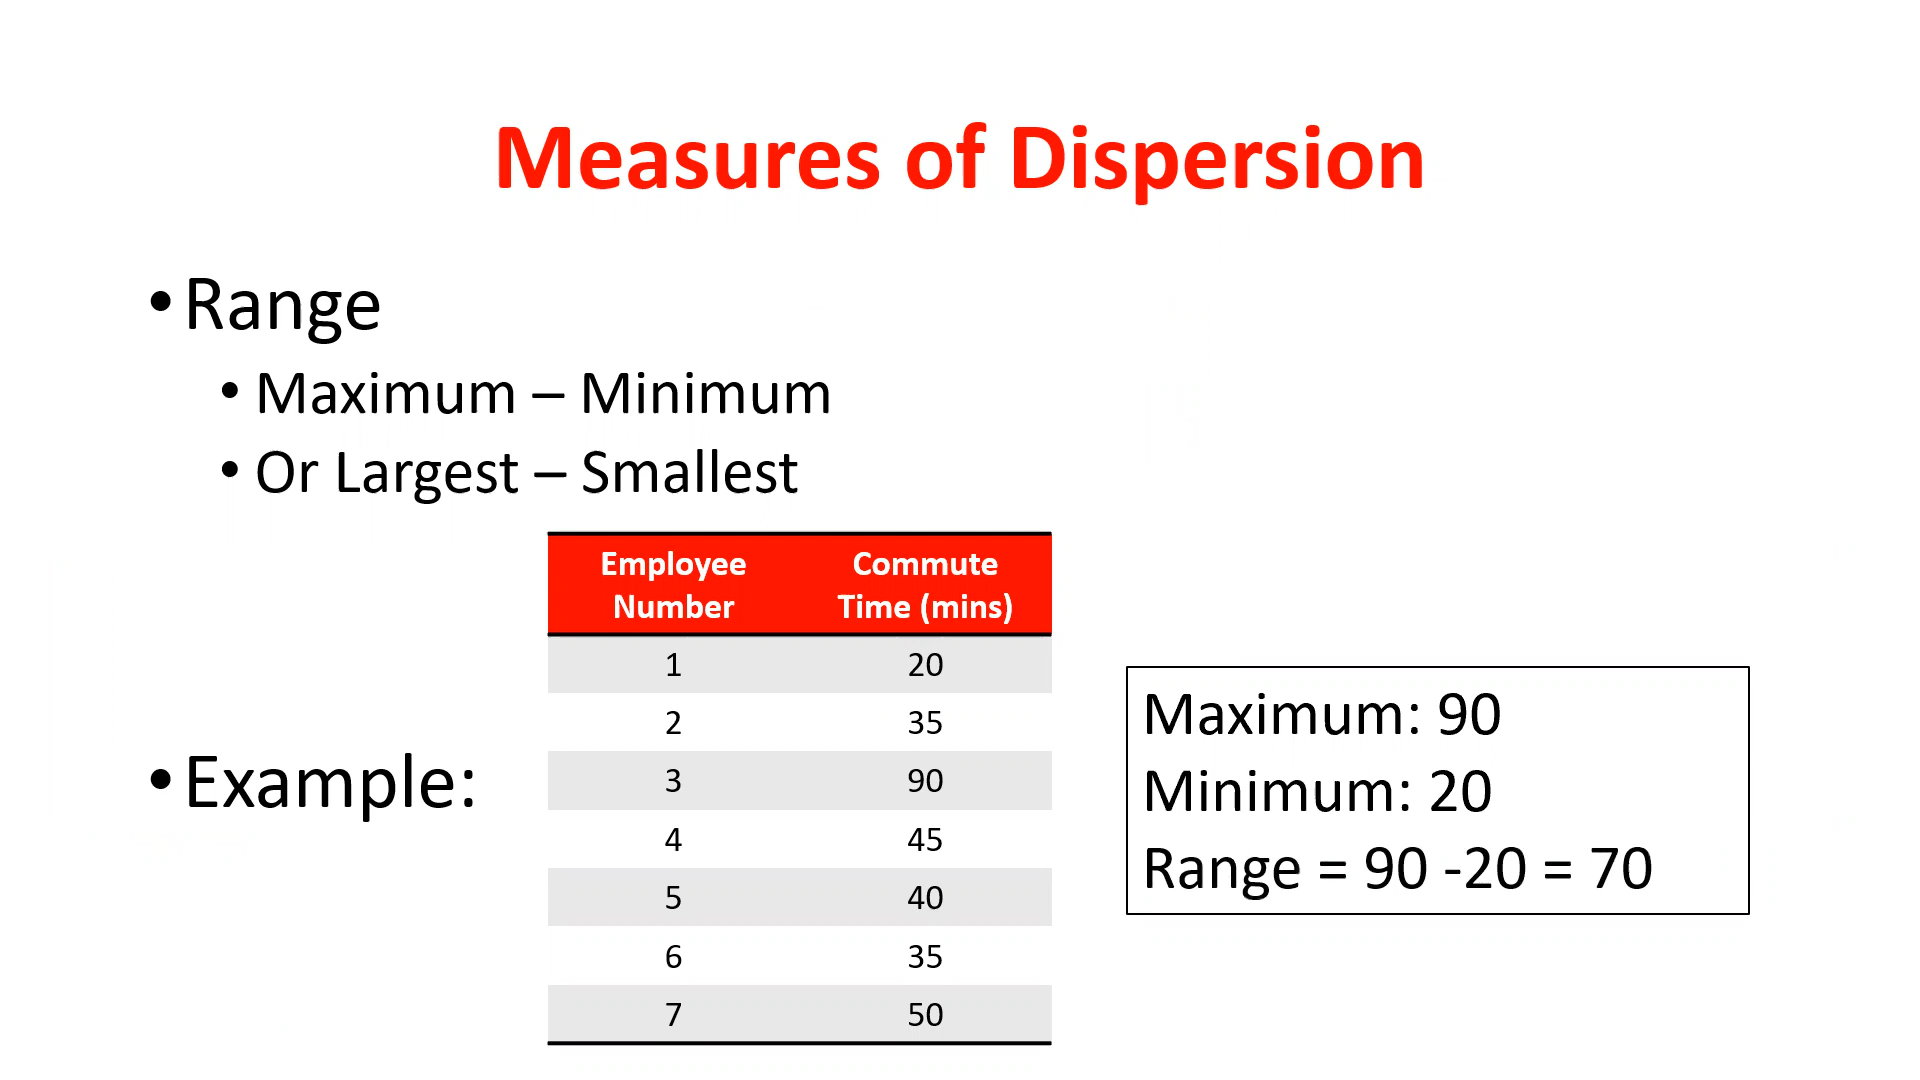 Measures of Dispersion
• Range
• Maximum – Minimum
• Or Largest – Smallest
• Example:
Employee Number Commute Time (mins)
1 20
2 35
3 90
4 45
5 40
6 35
7 50
Maximum: 90
Minimum: 20
Range = 90 -20 = 70